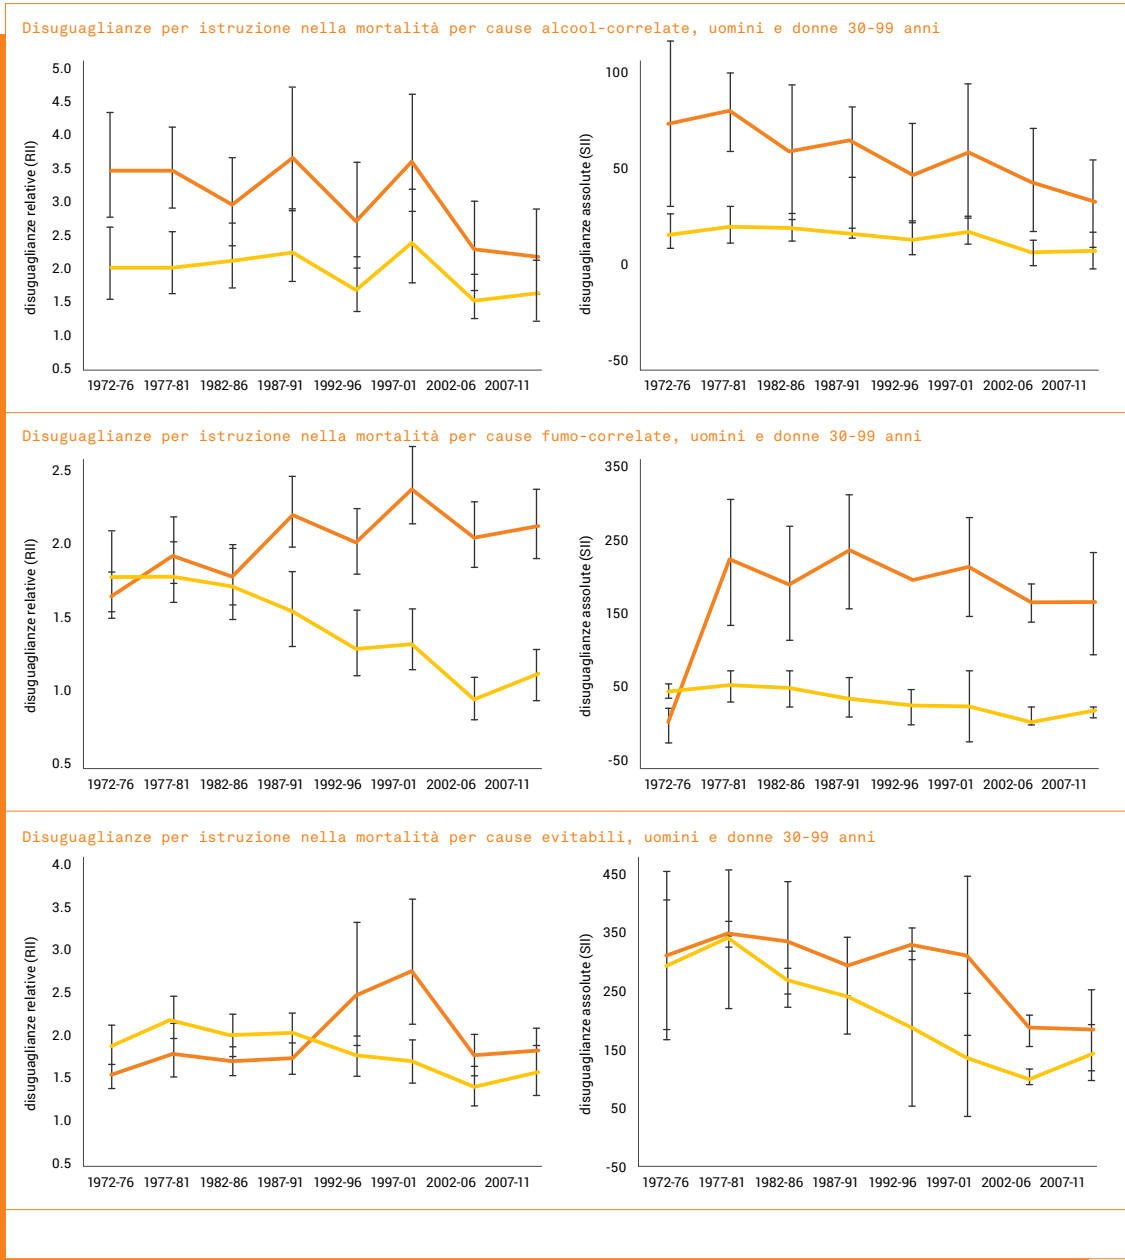 Disuguaglianze per istruzione nella mortalità per cause alcool-correlate, uomini e donne 30-99 anni
disuguaglianze relative (RII)
5.0
4.5
4.0
3.5
3.0
2.5
2.0
1.5
1.0
0.5
1972-76 1977-81 1982-86 1987-91 1992-96 1997-01 2002-06 2007-11
disuguaglianze assolute (SII)
100
50
0
-50
1972-76 1977-81 1982-86 1987-91 1992-96 1997-01 2002-06 2007-11
Disuguaglianze per istruzione nella mortalità per cause fumo-correlate, uomini e donne 30-99 anni
disuguaglianze relative (RII)
2.5
2.0
1.5
1.0
0.5
1972-76 1977-81 1982-86 1987-91 1992-96 1997-01 2002-06 2007-11
disuguaglianze assolute (SII)
350
250
150
50
-50
1972-76 1977-81 1982-86 1987-91 1992-96 1997-01 2002-06 2007-11
Disuguaglianze per istruzione nella mortalità per cause evitabili, uomini e donne 30-99 anni
disuguaglianze relative (RII)
4.0
3.5
3.0
2.5
2.0
1.5
1.0
0.5
1972-76 1977-81 1982-86 1987-91 1992-96 1997-01 2002-06 2007-11
disuguaglianze assolute (SII)
450
350
250
150
50
-50
1972-76 1977-81 1982-86 1987-91 1992-96 1997-01 2002-06 2007-11